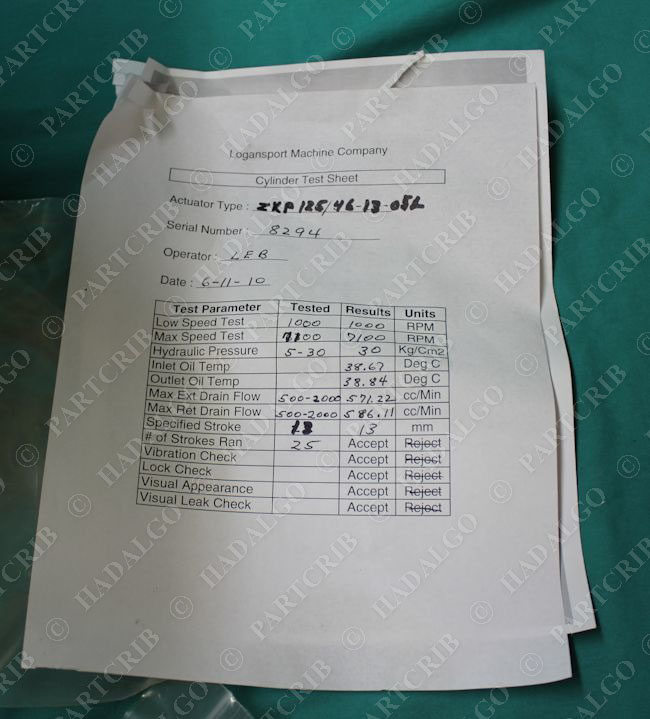 Logansport Machine Company
Cylinder Test Sheet
Actuator Type : IKP 125/46-13-05L
Serial Number : 8294
Operator : LEB
Date : 6-11-10
Test Parameter Tested Results Units
Low Speed Test 1000 1000 RPM
Max Speed Test 7100 7100 RPM
Hydraulic Pressure 5-30 30 Kg/Cm2
Inlet Oil Temp 38.67 Deg C
Outlet Oil Temp 38.84 Deg C
Max Ext Drain Flow 500-2000 571.22 cc/Min
Max Ret Drain Flow 500-2000 586.11 cc/Min
Specified Stroke 13 13 mm
# of Strokes Ran 25 Accept Reject
Vibration Check Accept Reject
Lock Check Accept Reject
Visual Appearance Accept Reject
Visual Leak Check Accept Reject
© PARTCRIB
© HADALGO